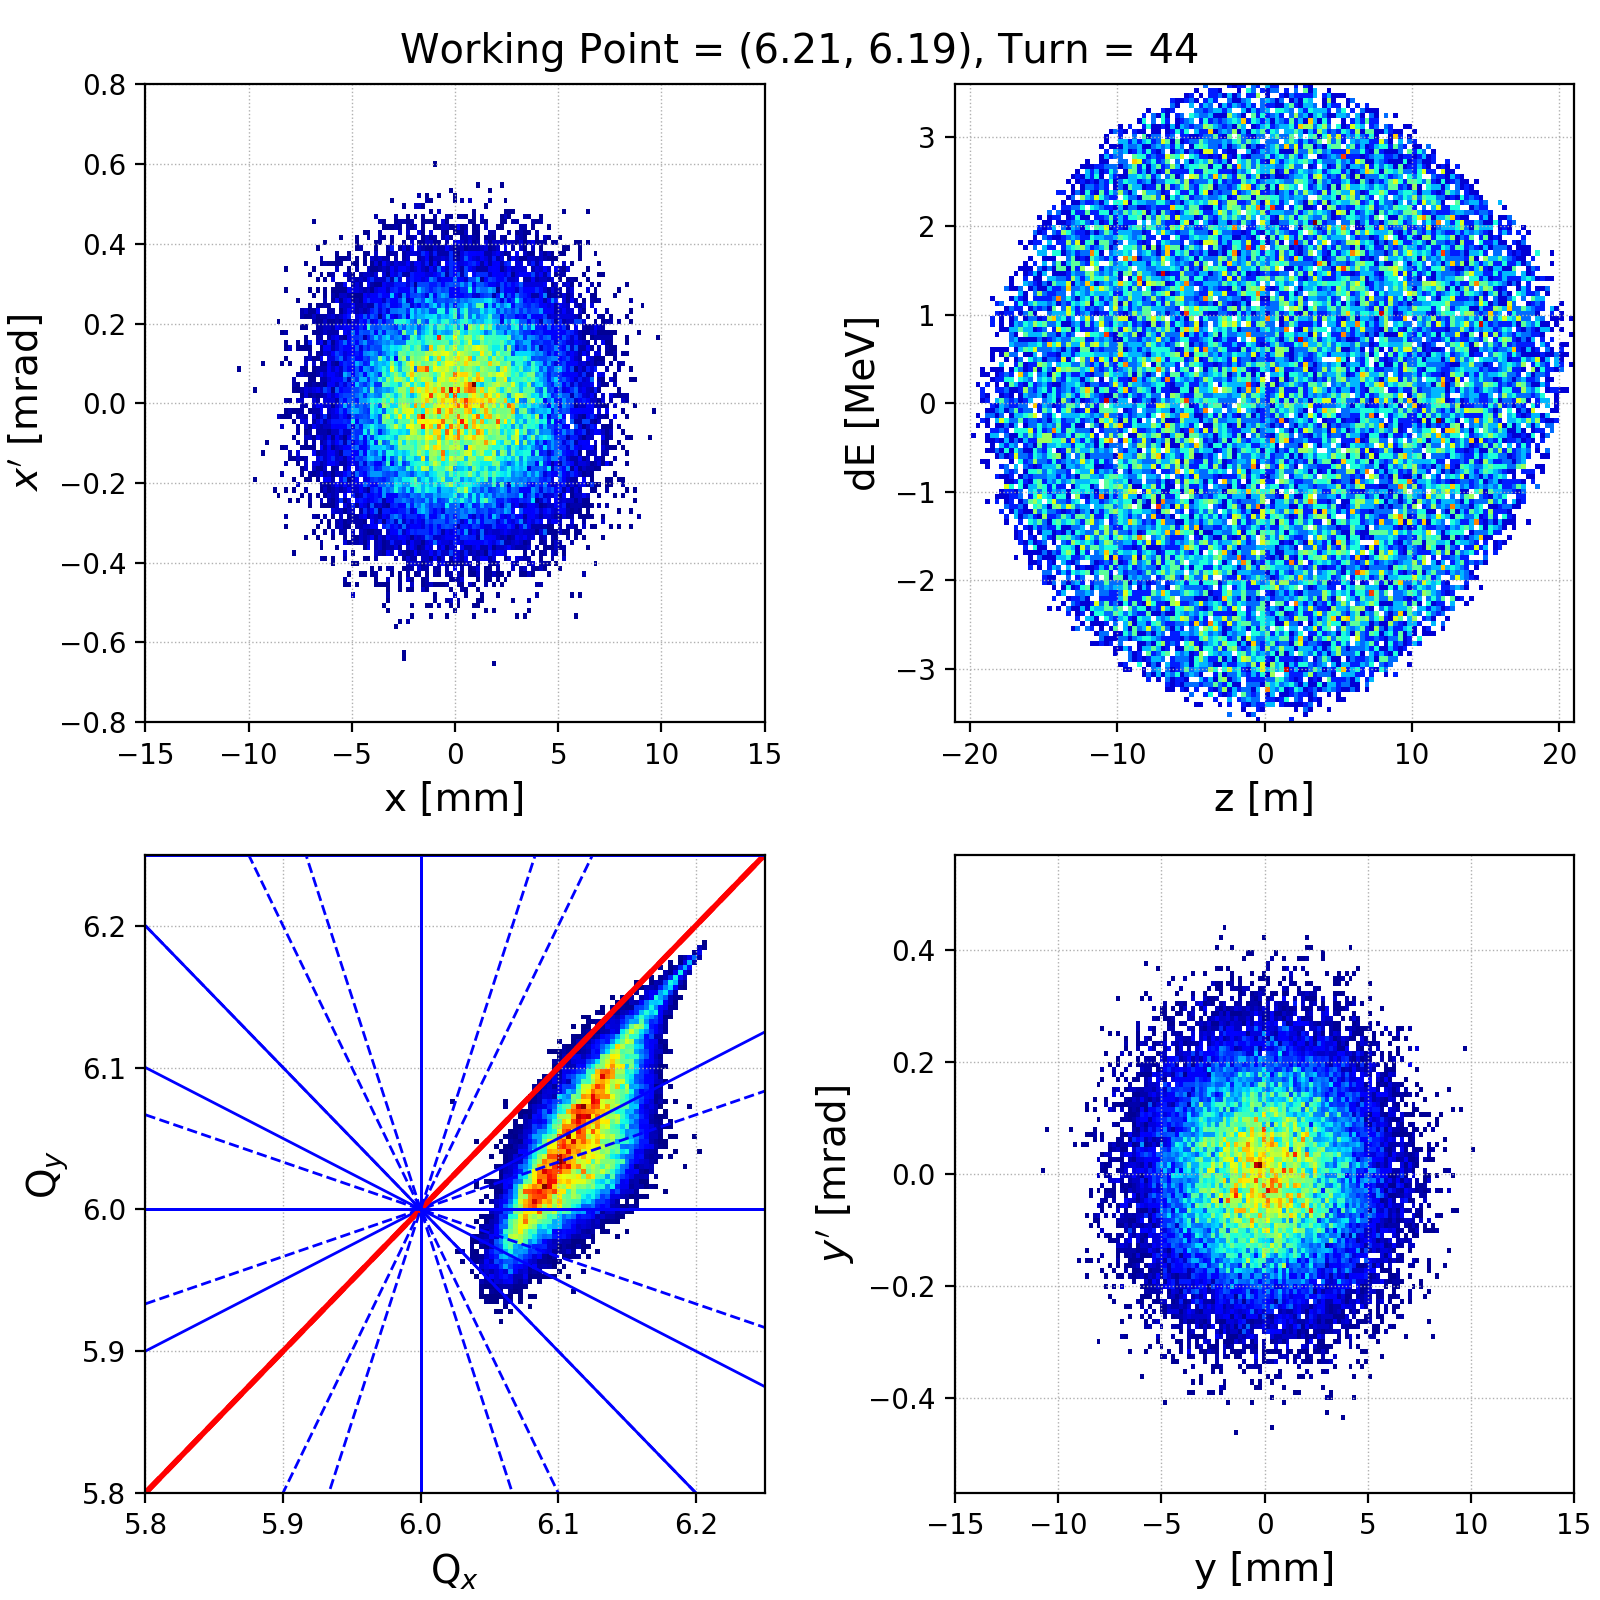 Working Point = (6.21, 6.19), Turn = 44
0.8
0.6
0.4
0.2
0.0
−0.2
−0.4
−0.6
−0.8
x′ [mrad]
−15 −10 −5 0 5 10 15
x [mm]
3
2
1
0
−1
−2
−3
dE [MeV]
−20 −10 0 10 20
z [m]
6.2
6.1
6.0
5.9
5.8
Qy
5.8 5.9 6.0 6.1 6.2
Qx
0.4
0.2
0.0
−0.2
−0.4
y′ [mrad]
−15 −10 −5 0 5 10 15
y [mm]